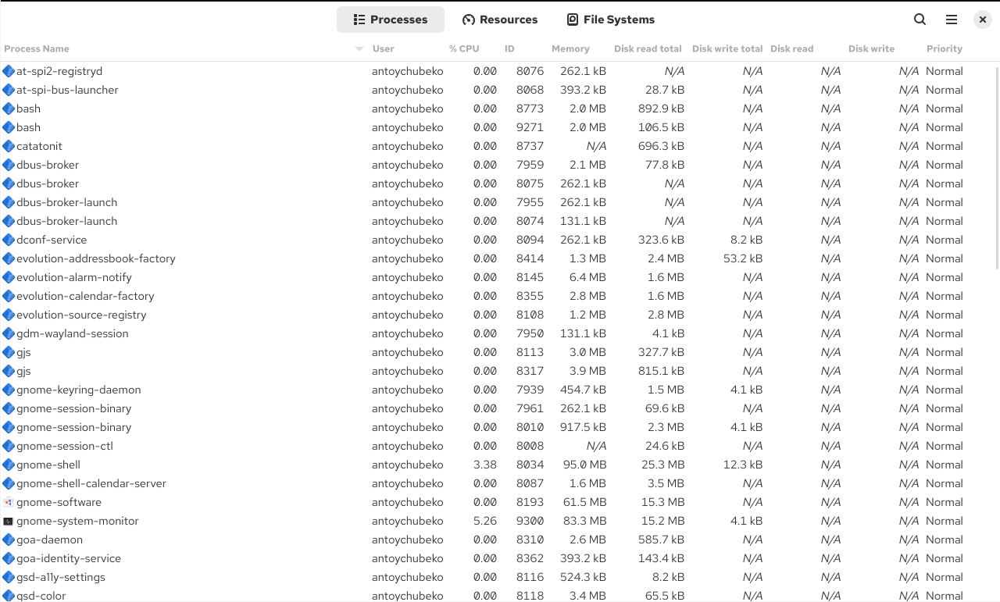 Processes Resources File Systems
Process Name User % CPU ID Memory Disk read total Disk write total Disk read Disk write Priority
at-spi2-registryd antoychubeko 0.00 8076 262.1 kB N/A N/A N/A N/A Normal
at-spi-bus-launcher antoychubeko 0.00 8068 393.2 kB 28.7 kB N/A N/A N/A Normal
bash antoychubeko 0.00 8773 2.0 MB 892.9 kB N/A N/A N/A Normal
bash antoychubeko 0.00 9271 2.0 MB 106.5 kB N/A N/A N/A Normal
catatonit antoychubeko 0.00 8737 N/A 696.3 kB N/A N/A N/A Normal
dbus-broker antoychubeko 0.00 7959 2.1 MB 77.8 kB N/A N/A N/A Normal
dbus-broker antoychubeko 0.00 8075 262.1 kB N/A N/A N/A N/A Normal
dbus-broker-launch antoychubeko 0.00 7955 262.1 kB N/A N/A N/A N/A Normal
dbus-broker-launch antoychubeko 0.00 8074 131.1 kB N/A N/A N/A N/A Normal
dconf-service antoychubeko 0.00 8094 262.1 kB 323.6 kB 8.2 kB N/A N/A Normal
evolution-addressbook-factory antoychubeko 0.00 8414 1.3 MB 2.4 MB 53.2 kB N/A N/A Normal
evolution-alarm-notify antoychubeko 0.00 8145 6.4 MB 1.6 MB N/A N/A N/A Normal
evolution-calendar-factory antoychubeko 0.00 8355 2.8 MB 1.6 MB N/A N/A N/A Normal
evolution-source-registry antoychubeko 0.00 8108 1.2 MB 2.8 MB N/A N/A N/A Normal
gdm-wayland-session antoychubeko 0.00 7950 131.1 kB 4.1 kB N/A N/A N/A Normal
gjs antoychubeko 0.00 8113 3.0 MB 327.7 kB N/A N/A N/A Normal
gjs antoychubeko 0.00 8317 3.9 MB 815.1 kB N/A N/A N/A Normal
gnome-keyring-daemon antoychubeko 0.00 7939 454.7 kB 1.5 MB 4.1 kB N/A N/A Normal
gnome-session-binary antoychubeko 0.00 7961 262.1 kB 69.6 kB N/A N/A N/A Normal
gnome-session-binary antoychubeko 0.00 8010 917.5 kB 2.3 MB 4.1 kB N/A N/A Normal
gnome-session-ctl antoychubeko 0.00 8008 N/A 24.6 kB N/A N/A N/A Normal
gnome-shell antoychubeko 3.38 8034 95.0 MB 25.3 MB 12.3 kB N/A N/A Normal
gnome-shell-calendar-server antoychubeko 0.00 8087 1.6 MB 3.5 MB N/A N/A N/A Normal
gnome-software antoychubeko 0.00 8193 61.5 MB 15.3 MB N/A N/A N/A Normal
gnome-system-monitor antoychubeko 5.26 9300 83.3 MB 15.2 MB 4.1 kB N/A N/A Normal
goa-daemon antoychubeko 0.00 8310 2.6 MB 585.7 kB N/A N/A N/A Normal
goa-identity-service antoychubeko 0.00 8362 393.2 kB 143.4 kB N/A N/A N/A Normal
gsd-a11y-settings antoychubeko 0.00 8116 524.3 kB 8.2 kB N/A N/A N/A Normal
gsd-color antoychubeko 0.00 8118 3.4 MB 65.5 kB N/A N/A N/A Normal